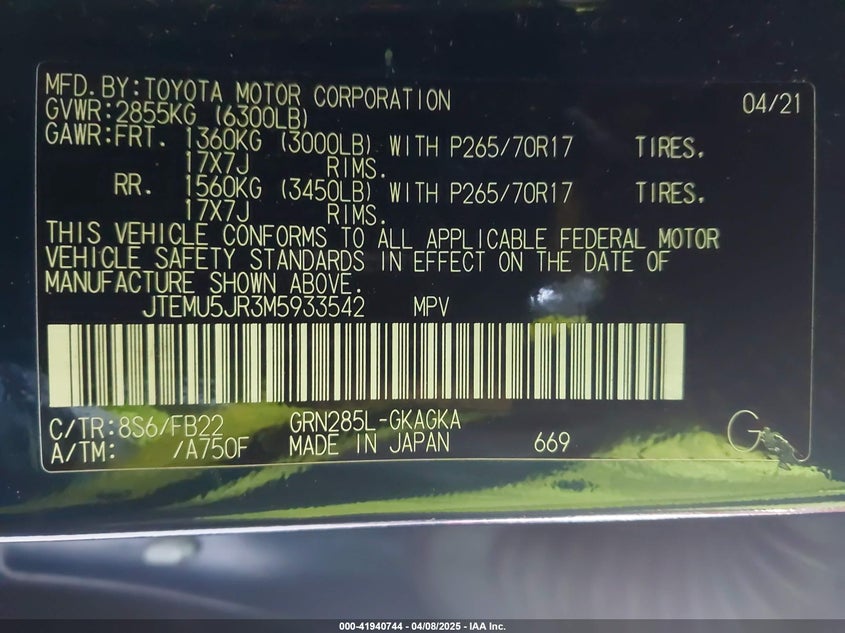 MFD.BY:TOYOTA MOTOR CORPORATION 04/21
GVWR:2855KG (6300LB)
GAWR:FRT. 1360KG (3000LB) WITH P265/70R17 TIRES.
17X7J RIMS.
RR. 1560KG (3450LB) WITH P265/70R17 TIRES.
17X7J RIMS.
THIS VEHICLE CONFORMS TO ALL APPLICABLE FEDERAL MOTOR
VEHICLE SAFETY STANDARDS IN EFFECT ON THE DATE OF
MANUFACTURE SHOWN ABOVE.
JTEMU5JR3M5933542 MPV
C/TR:8S6/FB22 GRN285L-GKAGKA
A/TM: /A750F MADE IN JAPAN 669
G
000-41940744 - 04/08/2025 - IAA Inc.